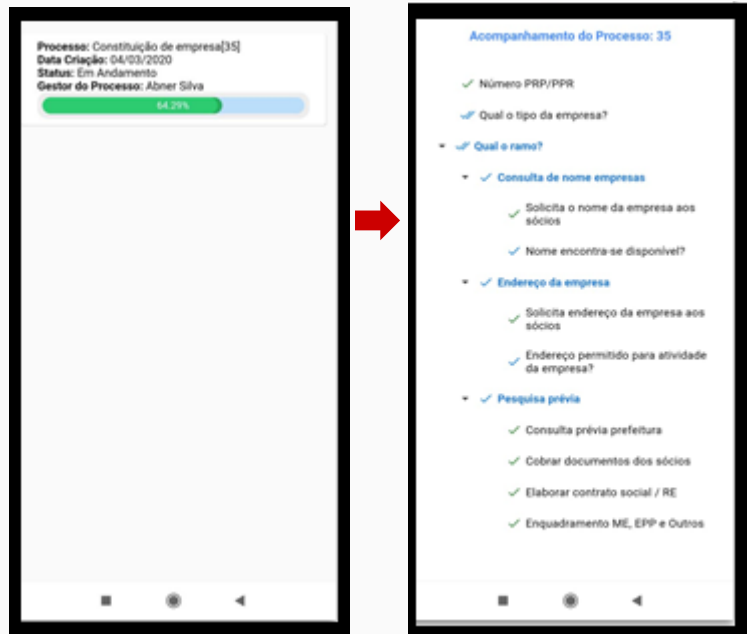 Processo: Constituição de empresa[35]
Data Criação: 04/03/2020
Status: Em Andamento
Gestor do Processo: Abner Silva
64.29%
Acompanhamento do Processo: 35
Número PRP/PPR
Qual o tipo da empresa?
Qual o ramo?
Consulta de nome empresas
Solicita o nome da empresa aos
sócios
Nome encontra-se disponível?
Endereço da empresa
Solicita endereço da empresa aos
sócios
Endereço permitido para atividade
da empresa?
Pesquisa prévia
Consulta prévia prefeitura
Cobrar documentos dos sócios
Elaborar contrato social / RE
Enquadramento ME, EPP e Outros